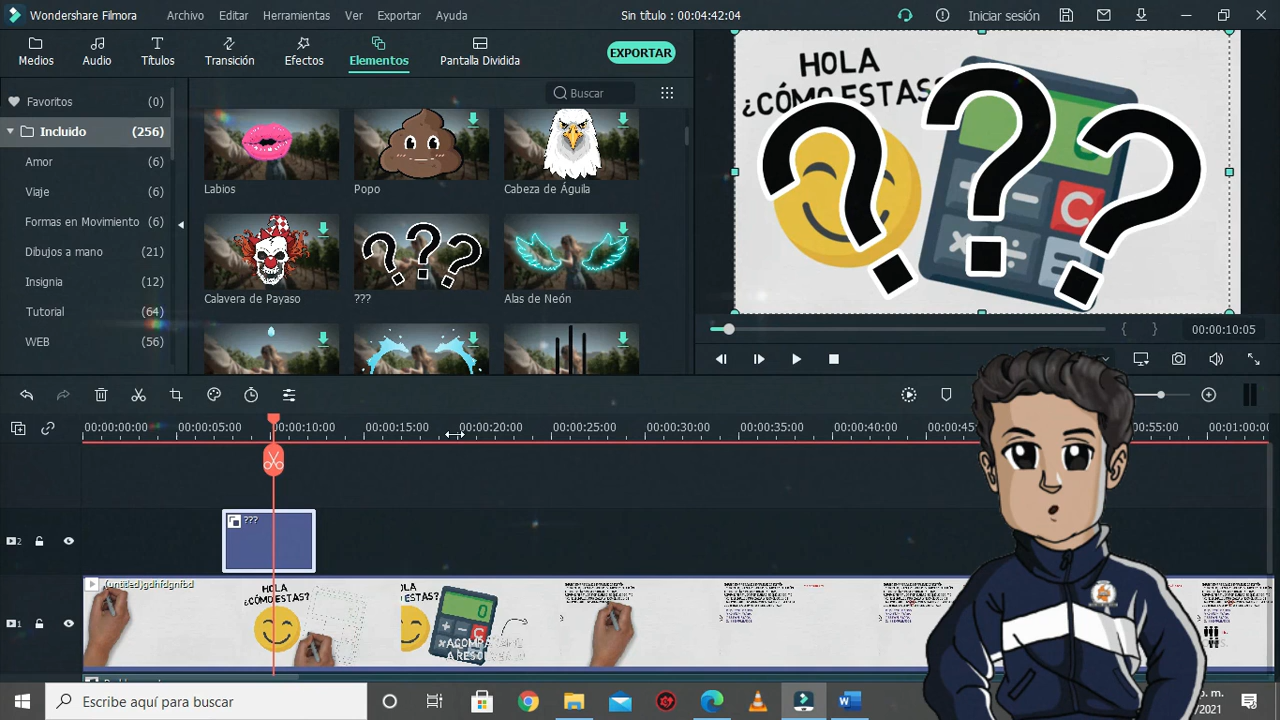 Wondershare Filmora
Archivo Editar Herramientas Ver Exportar Ayuda
Sin título : 00:04:42:04
Iniciar sesión
Medios Audio Títulos Transición Efectos Elementos Pantalla Dividida
EXPORTAR
Favoritos (0)
Incluido (256)
Amor (6)
Viaje (6)
Formas en Movimiento (6)
Dibujos a mano (21)
Insignia (12)
Tutorial (64)
WEB (56)
Buscar
Labios Popo Cabeza de Águila
Calavera de Payaso ??? Alas de Neón
HOLA
¿CÓMO ESTAS?
???
C
00:00:10:05
00:00:00:00 00:00:05:00 00:00:10:00 00:00:15:00 00:00:20:00 00:00:25:00 00:00:30:00 00:00:35:00 00:00:40:00 00:00:45:00 00:01:00:00
2
???
(untitled)gdhfdgnfbd
HOLA
¿CÓMO ESTAS?
0
C
Escribe aquí para buscar
p. m.
/2021